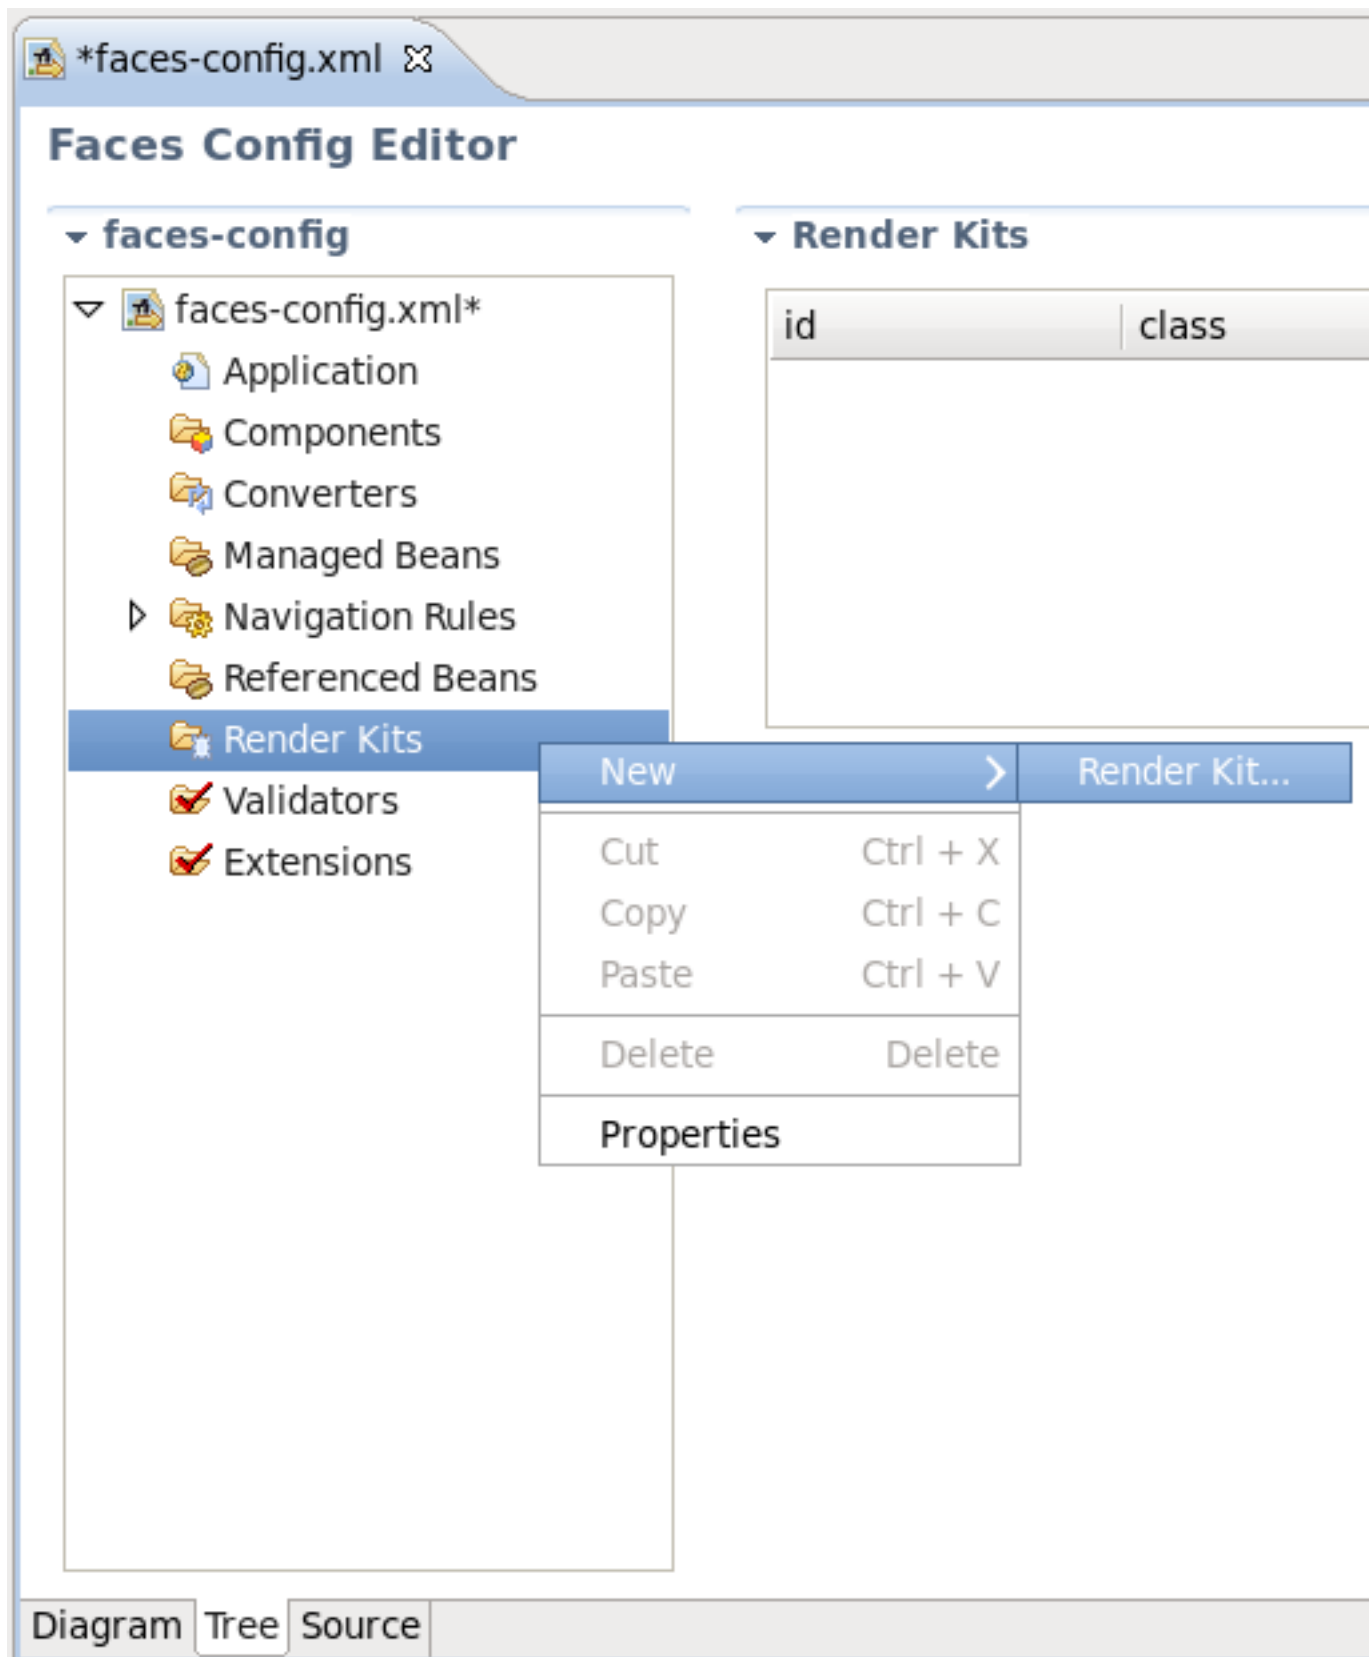 *faces-config.xml
Faces Config Editor
faces-config
faces-config.xml*
Application
Components
Converters
Managed Beans
Navigation Rules
Referenced Beans
Render Kits
Validators
Extensions
Render Kits
id class
New Render Kit...
Cut Ctrl + X
Copy Ctrl + C
Paste Ctrl + V
Delete Delete
Properties
Diagram Tree Source